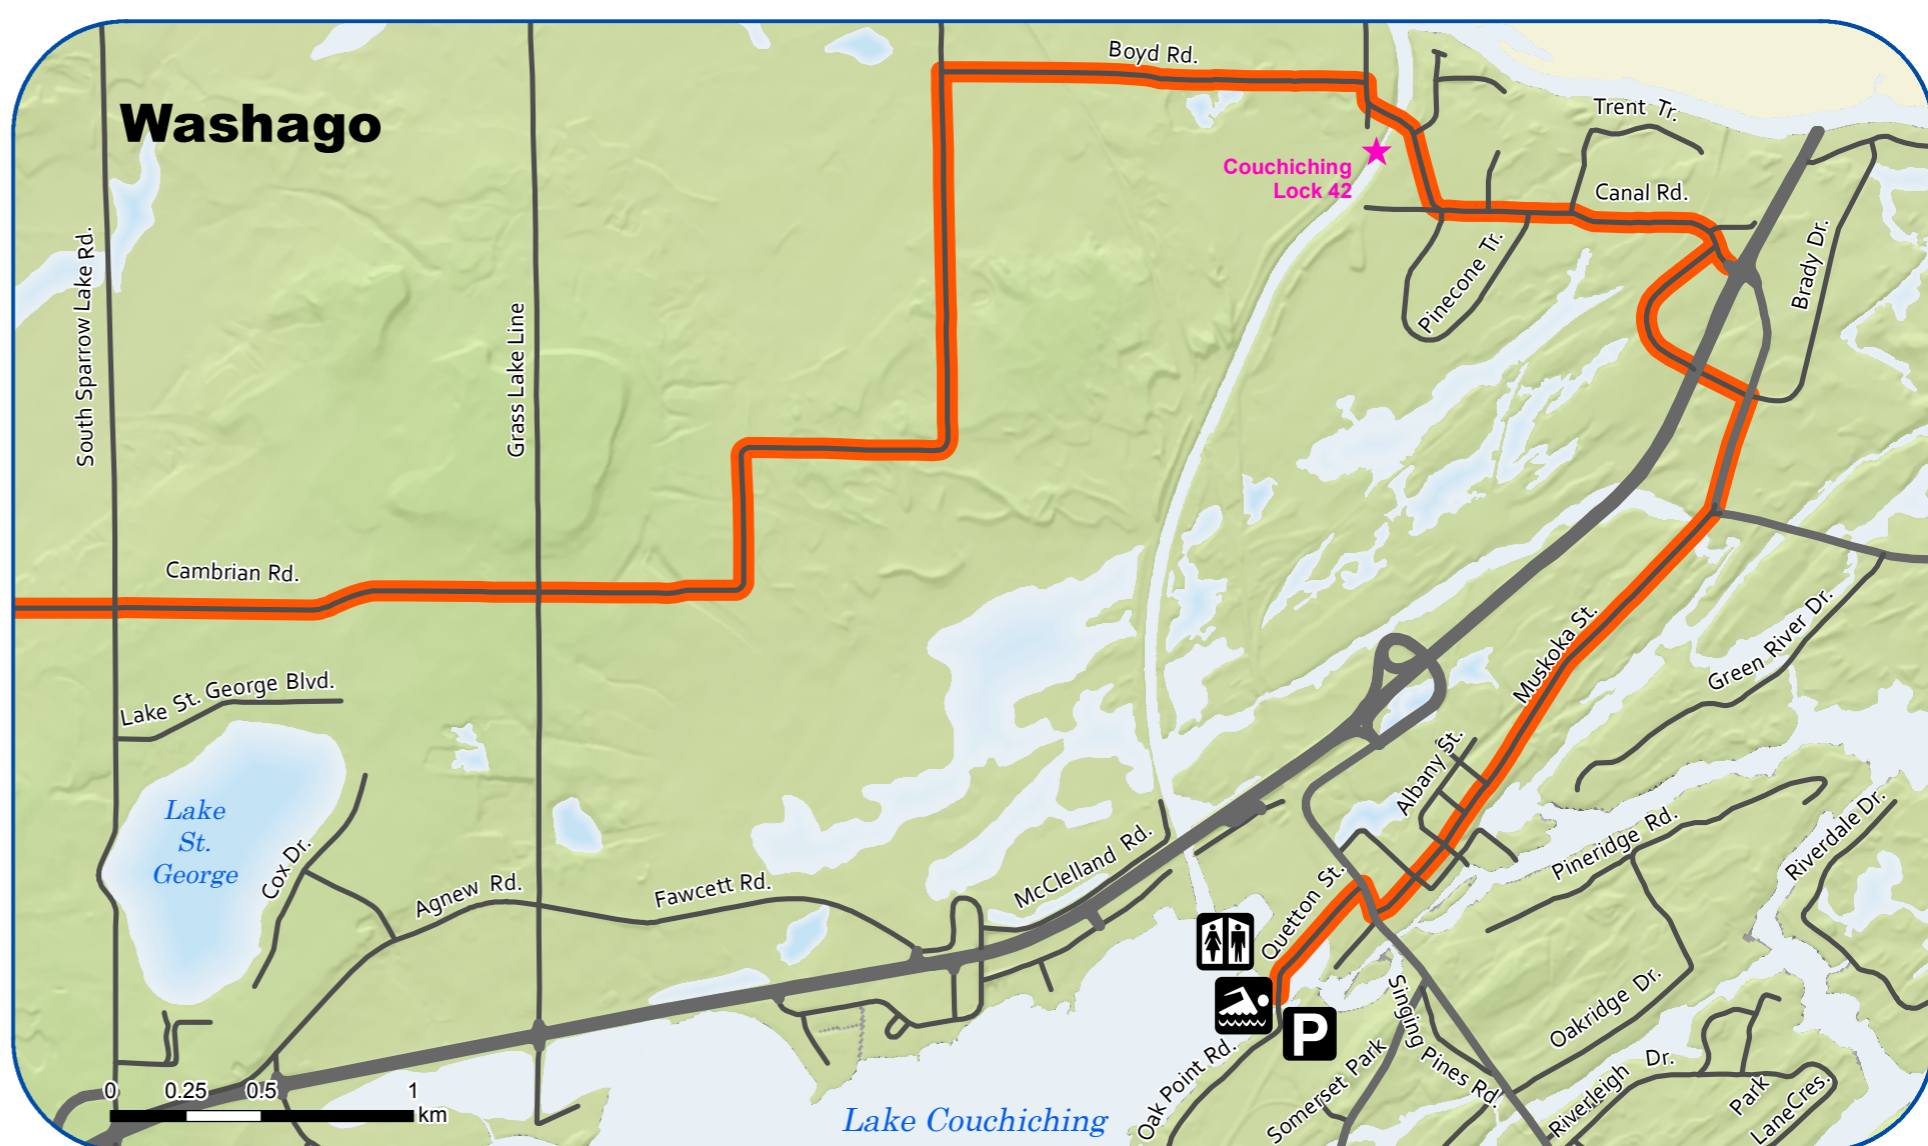 Washago
Boyd Rd.
Trent Tr.
Couchiching
Lock 42
Canal Rd.
Pinecone Tr.
Brady Dr.
South Sparrow Lake Rd.
Grass Lake Line
Cambrian Rd.
Lake St. George Blvd.
Lake
St.
George
Cox Dr.
Agnew Rd.
Fawcett Rd.
McClelland Rd.
Albany St.
Muskoka St.
Green River Dr.
Pineridge Rd.
Riverdale Dr.
Quetton St.
P
Singing Pines Rd.
Oakridge Dr.
Oak Point Rd.
Somerset Park
Riverleigh Dr.
Park
LaneCres.
Lake Couchiching
0 0.25 0.5 1
km